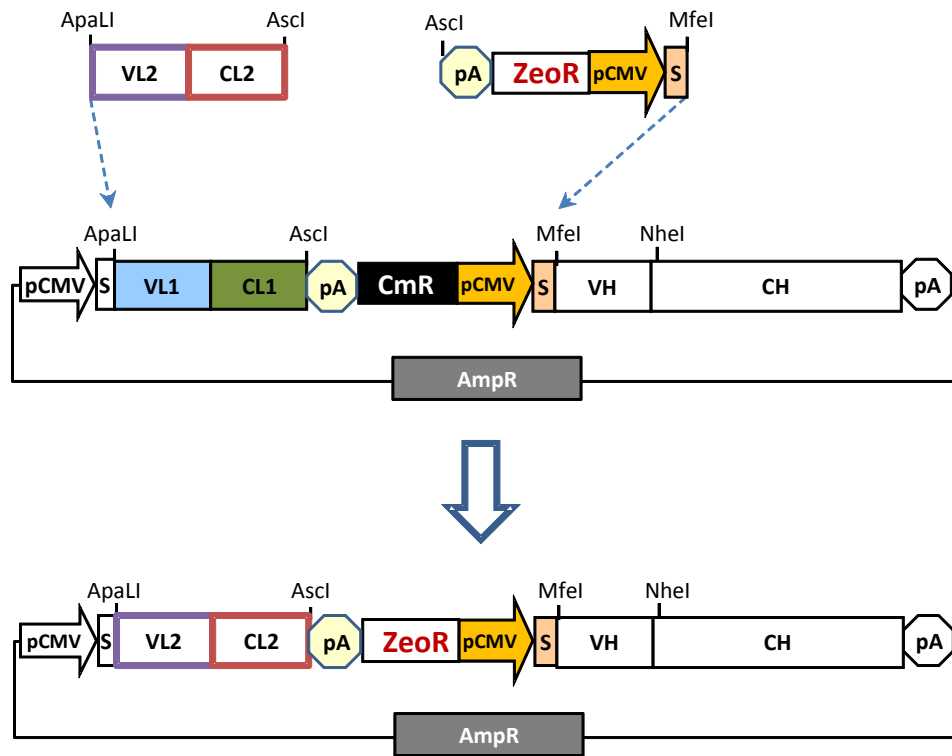 ApaLI AscI
VL2 CL2
AscI MfeI
pA ZeoR pCMV S
ApaLI AscI MfeI NheI
pCMV S VL1 CL1 pA CmR pCMV S VH CH pA
AmpR
ApaLI AscI MfeI NheI
pCMV S VL2 CL2 pA ZeoR pCMV S VH CH pA
AmpR